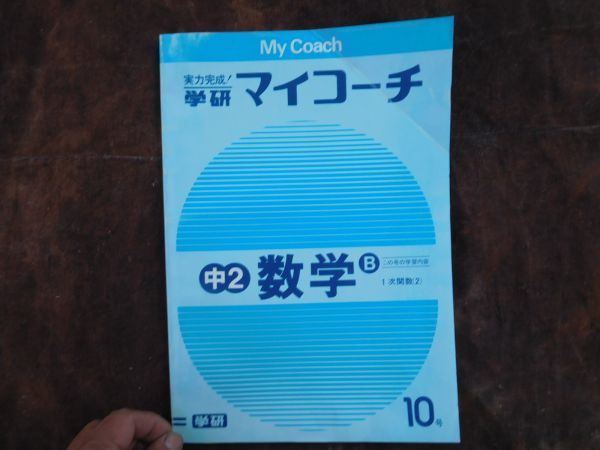 My Coach
実力完成!
学研 マイコーチ
中2 数学 B
この号の学習内容
1次関数(2)
学研
10号